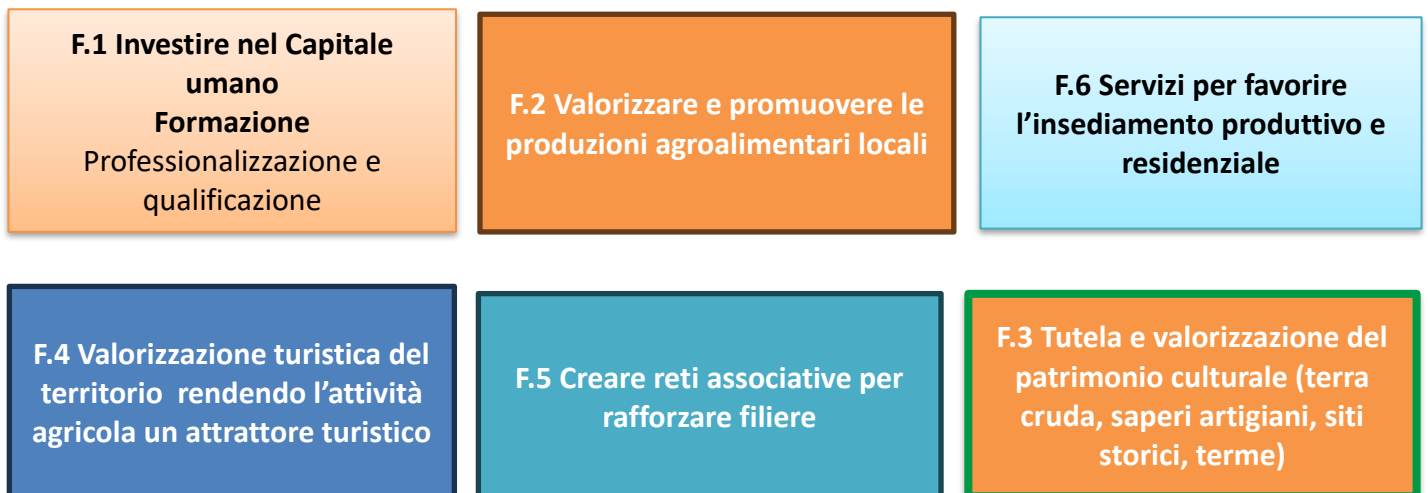 F.1 Investire nel Capitale
umano
Formazione
Professionalizzazione e
qualificazione
F.2 Valorizzare e promuovere le
produzioni agroalimentari locali
F.6 Servizi per favorire
l’insediamento produttivo e
residenziale
F.4 Valorizzazione turistica del
territorio  rendendo l’attività
agricola un attrattore turistico
F.5 Creare reti associative per
rafforzare filiere
F.3 Tutela e valorizzazione del
patrimonio culturale (terra
cruda, saperi artigiani, siti
storici, terme)